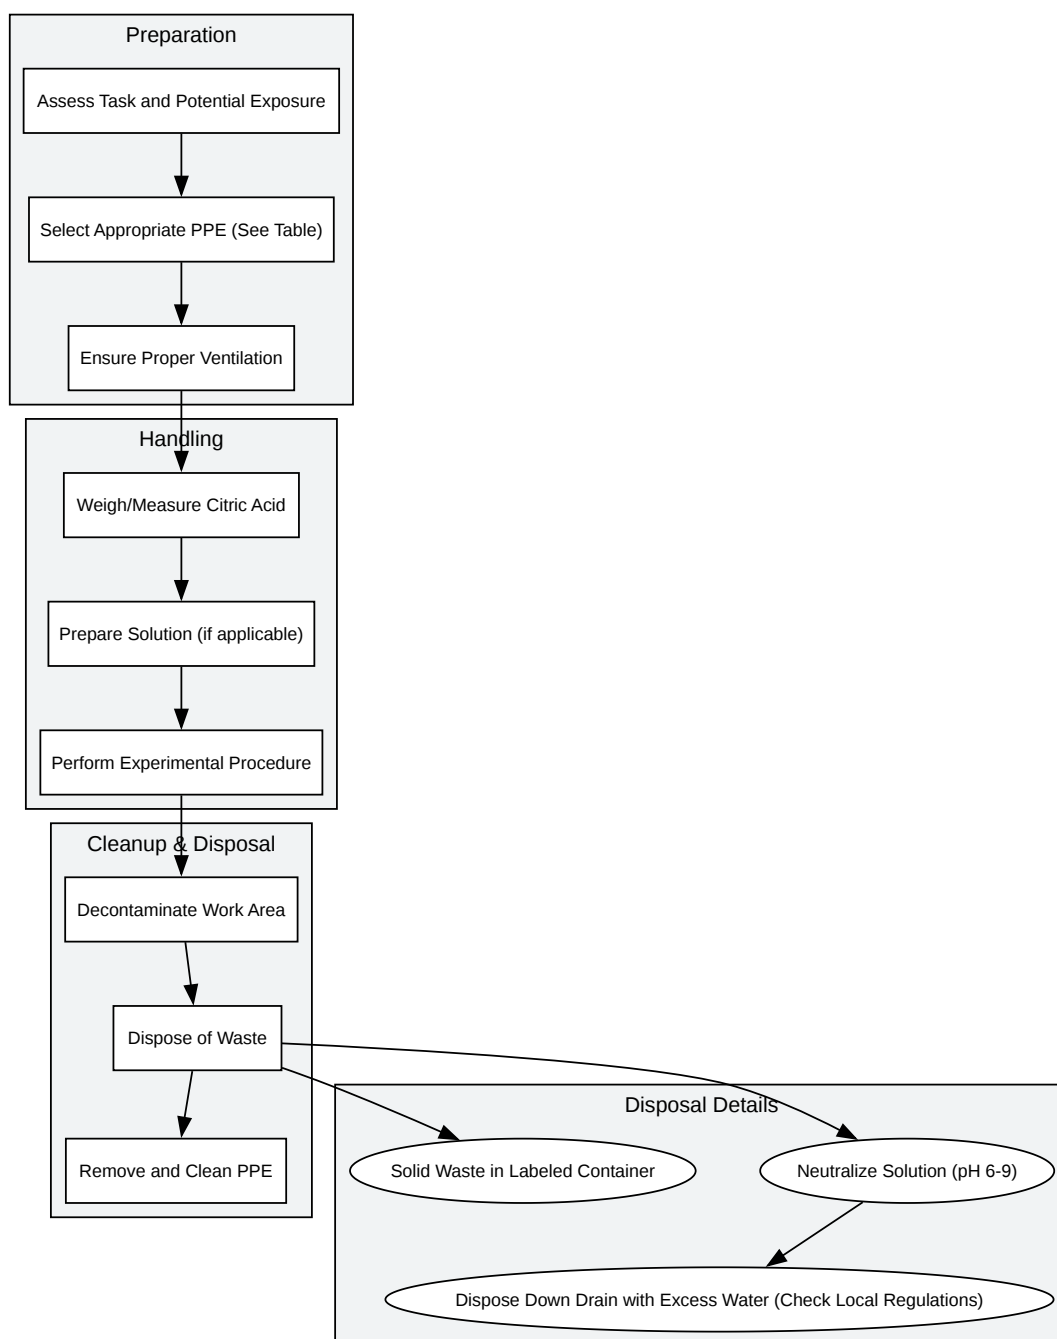 Preparation
Assess Task and Potential Exposure
Select Appropriate PPE (See Table)
Ensure Proper Ventilation
Handling
Weigh/Measure Citric Acid
Prepare Solution (if applicable)
Perform Experimental Procedure
Cleanup & Disposal
Decontaminate Work Area
Dispose of Waste
Remove and Clean PPE
Disposal Details
Solid Waste in Labeled Container
Neutralize Solution (pH 6-9)
Dispose Down Drain with Excess Water (Check Local Regulations)